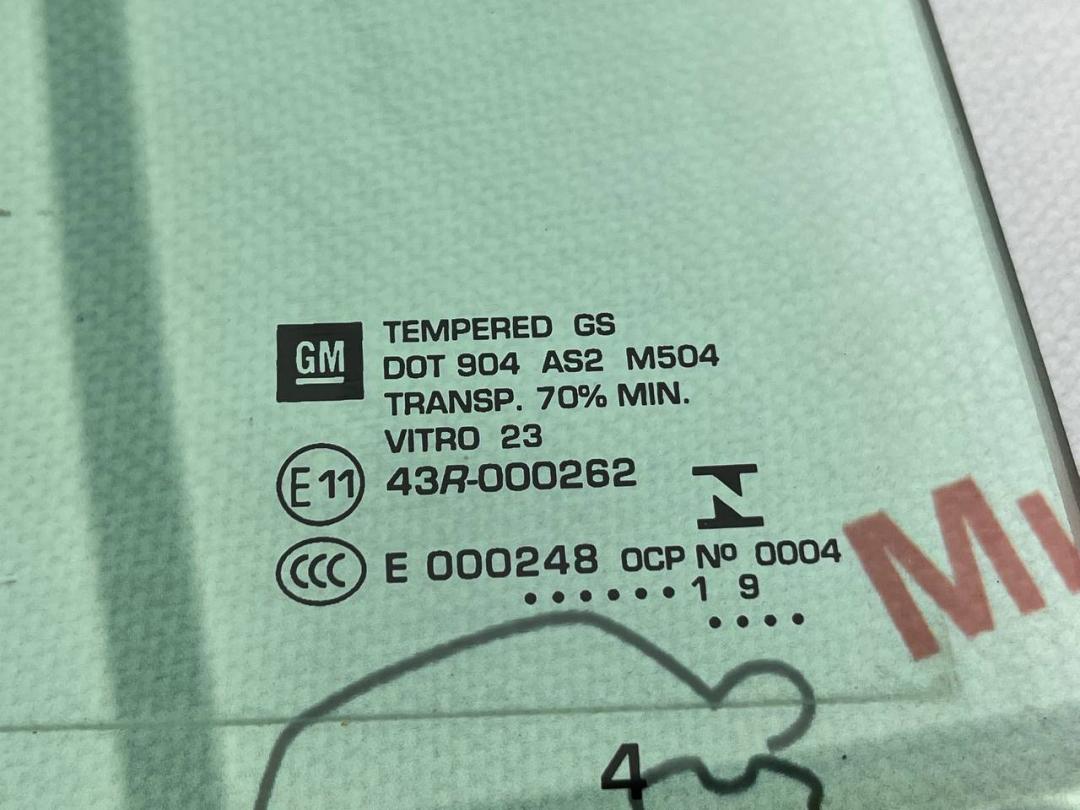 GM
TEMPERED GS
DOT 904 AS2 M504
TRANSP. 70% MIN.
VITRO 23
E 11 43R-000262
CCC E 000248 OCP Nº 0004
......1 9
....
4